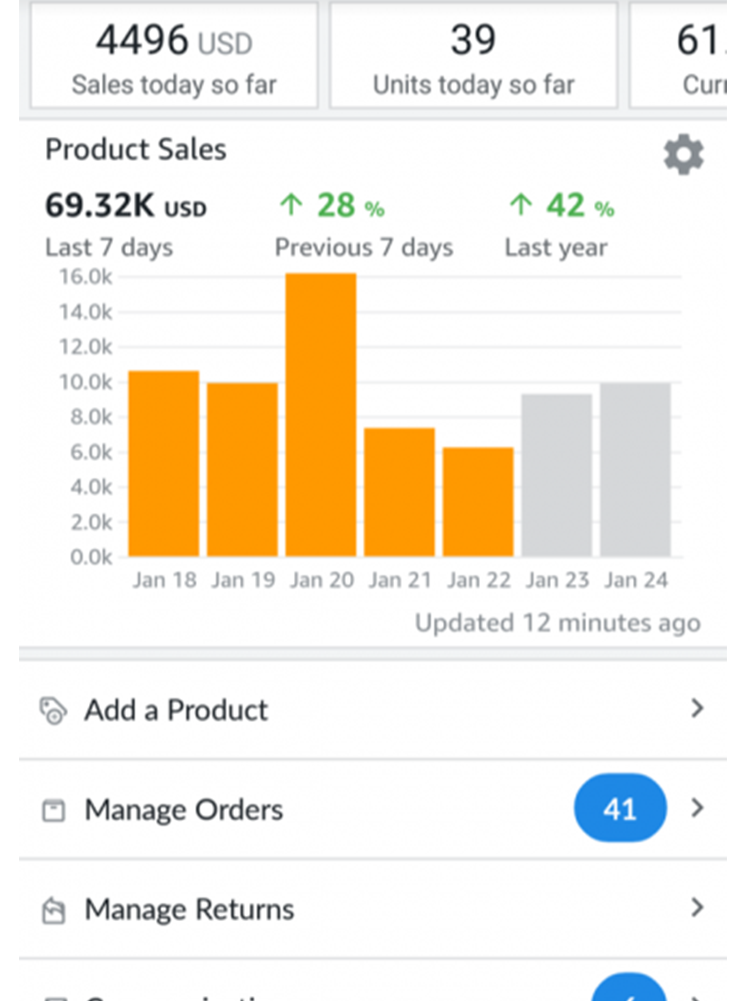 4496 USD
Sales today so far
39
Units today so far
61.
Product Sales
69.32K USD
↑ 28 %
↑ 42 %
Last 7 days
Previous 7 days
Last year
16.0k
14.0k
12.0k
10.0k
8.0k
6.0k
4.0k
2.0k
0.0k
Jan 18 Jan 19 Jan 20 Jan 21 Jan 22 Jan 23 Jan 24
Updated 12 minutes ago
Add a Product
Manage Orders 41
Manage Returns